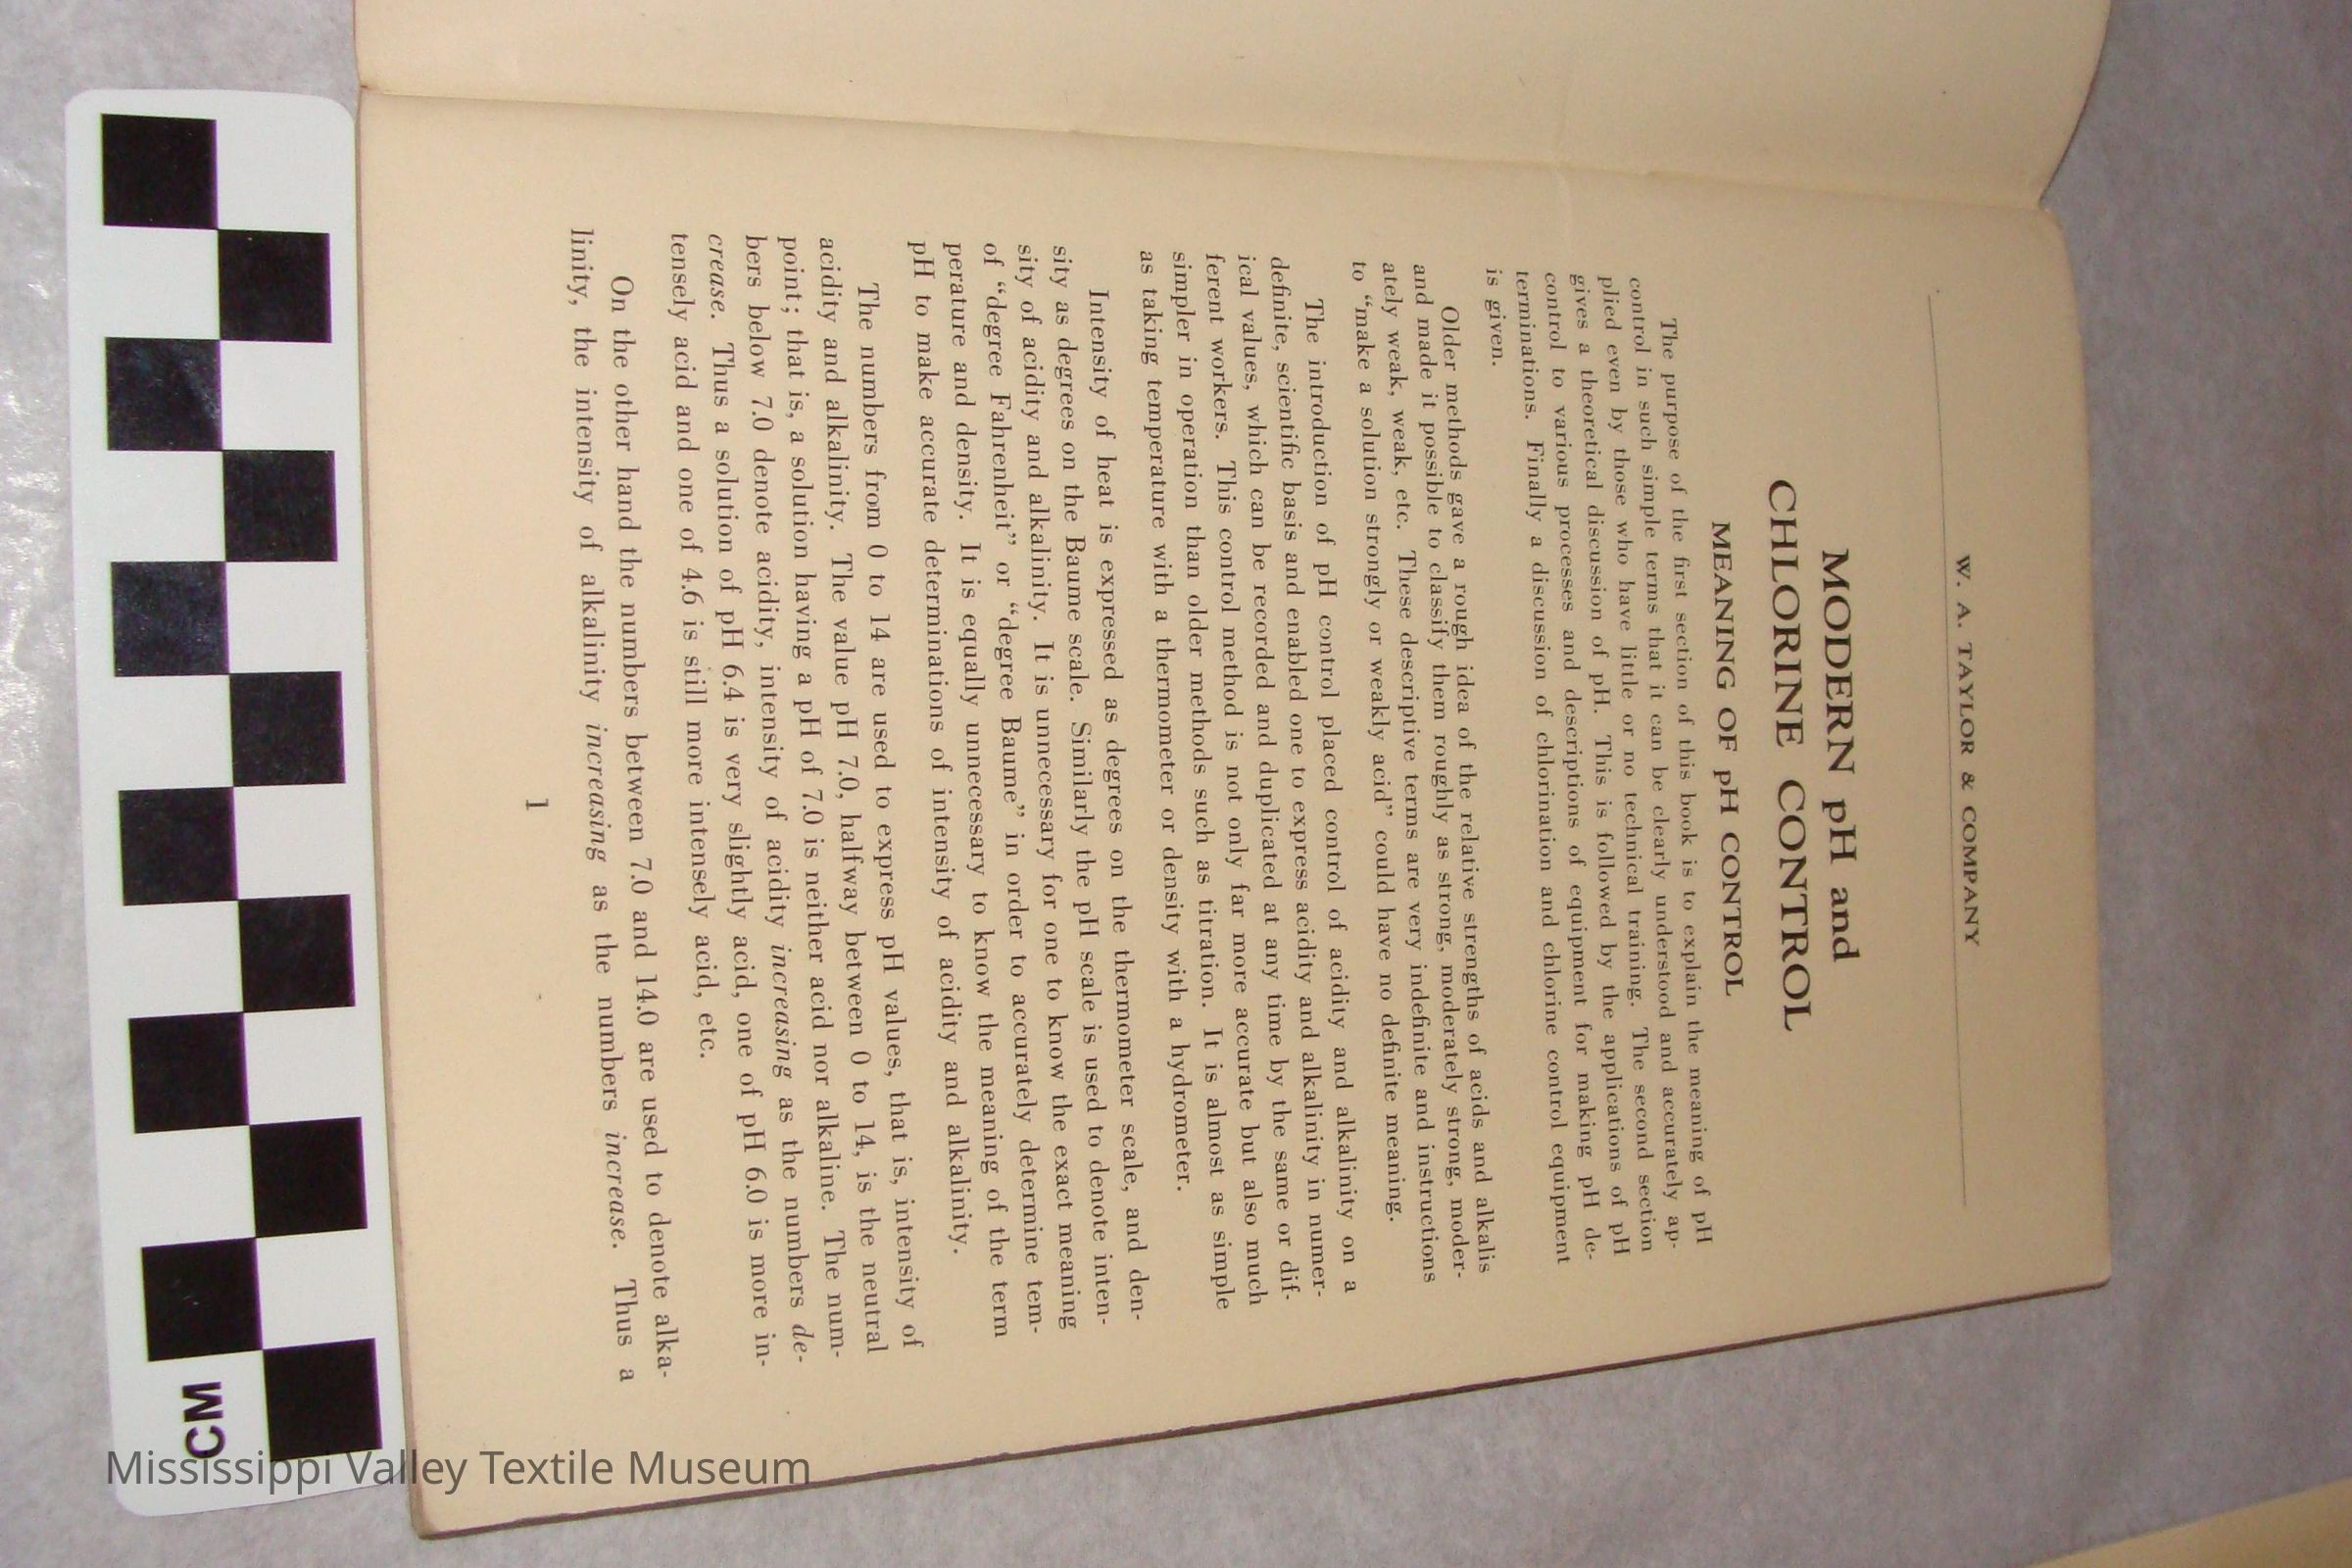 W. A. TAYLOR & COMPANY
MODERN pH and
CHLORINE CONTROL
MEANING OF pH CONTROL
The purpose of the first section of this book is to explain the meaning of pH
control in such simple terms that it can be clearly understood and accurately ap-
plied even by those who have little or no technical training. The second section
gives a theoretical discussion of pH. This is followed by the applications of pH
control to various processes and descriptions of equipment for making pH de-
terminations. Finally a discussion of chlorination and chlorine control equipment
is given.
Older methods gave a rough idea of the relative strengths of acids and alkalis
and made it possible to classify them roughly as strong, moderately strong, moder-
ately weak, weak, etc. These descriptive terms are very indefinite and instructions
to “make a solution strongly or weakly acid” could have no definite meaning.
The introduction of pH control placed control of acidity and alkalinity on a
definite, scientific basis and enabled one to express acidity and alkalinity in numer-
ical values, which can be recorded and duplicated at any time by the same or dif-
ferent workers. This control method is not only far more accurate but also much
simpler in operation than older methods such as titration. It is almost as simple
as taking temperature with a thermometer or density with a hydrometer.
Intensity of heat is expressed as degrees on the thermometer scale, and den-
sity as degrees on the Baume scale. Similarly the pH scale is used to denote inten-
sity of acidity and alkalinity. It is unnecessary for one to know the exact meaning
of “degree Fahrenheit” or “degree Baume” in order to accurately determine tem-
perature and density. It is equally unnecessary to know the meaning of the term
pH to make accurate determinations of intensity of acidity and alkalinity.
The numbers from 0 to 14 are used to express pH values, that is, intensity of
acidity and alkalinity. The value pH 7.0, halfway between 0 to 14, is the neutral
point; that is, a solution having a pH of 7.0 is neither acid nor alkaline. The num-
bers below 7.0 denote acidity, intensity of acidity increasing as the numbers de-
crease. Thus a solution of pH 6.4 is very slightly acid, one of pH 6.0 is more in-
tensely acid and one of 4.6 is still more intensely acid, etc.
On the other hand the numbers between 7.0 and 14.0 are used to denote alka-
linity, the intensity of alkalinity increasing as the numbers increase. Thus a
1
CM
Mississippi Valley Textile Museum